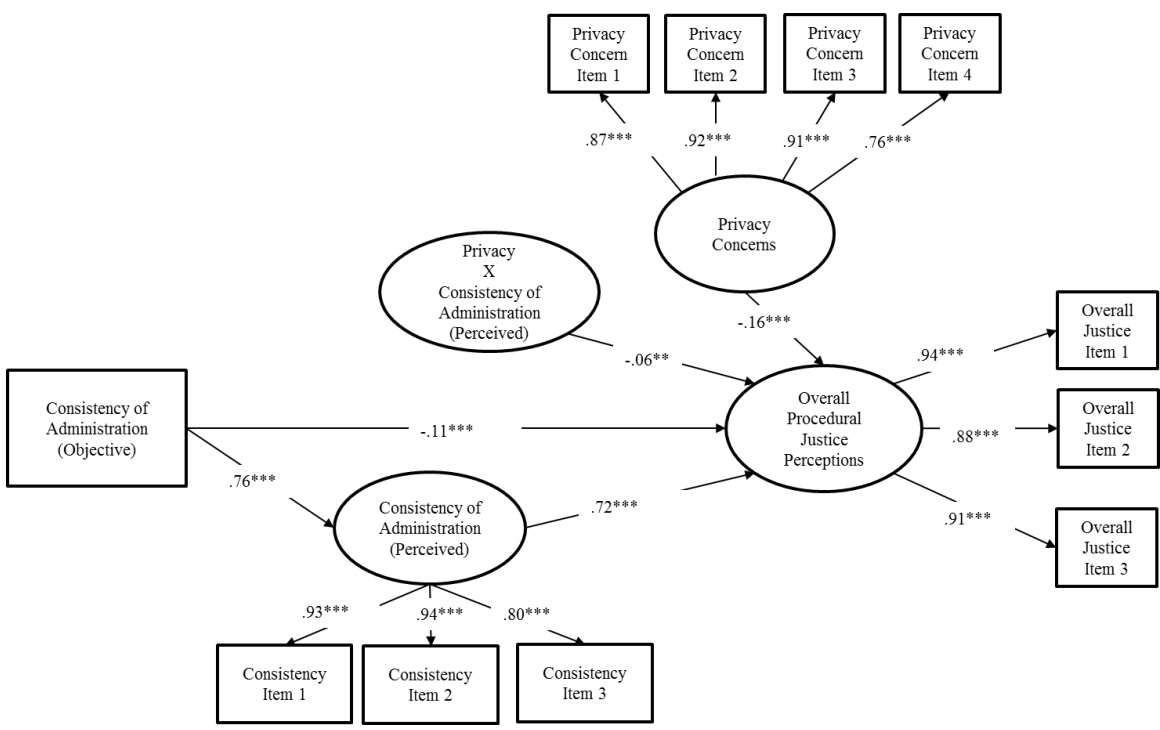 Privacy
Concern
Item 1
Privacy
Concern
Item 2
Privacy
Concern
Item 3
Privacy
Concern
Item 4
.87***
.92***
.91***
.76***
Privacy
Concerns
Privacy
X
Consistency of
Administration
(Perceived)
-.16***
-.06**
Consistency of
Administration
(Objective)
-.11***
.76***
Consistency of
Administration
(Perceived)
.72***
Overall
Procedural
Justice
Perceptions
.94***
.88***
.91***
Overall
Justice
Item 1
Overall
Justice
Item 2
Overall
Justice
Item 3
.93***
.94***
.80***
Consistency
Item 1
Consistency
Item 2
Consistency
Item 3